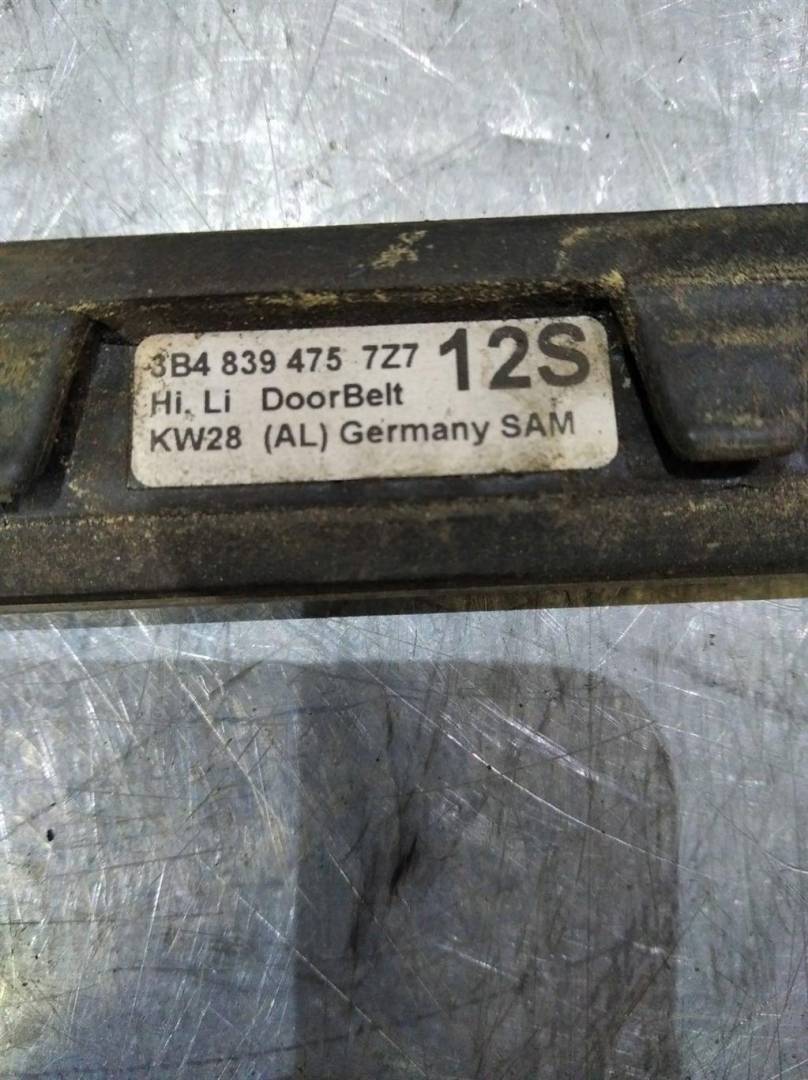 3B4 839 475 7Z7 12S
Hi. Li DoorBelt
KW28 (AL) Germany SAM